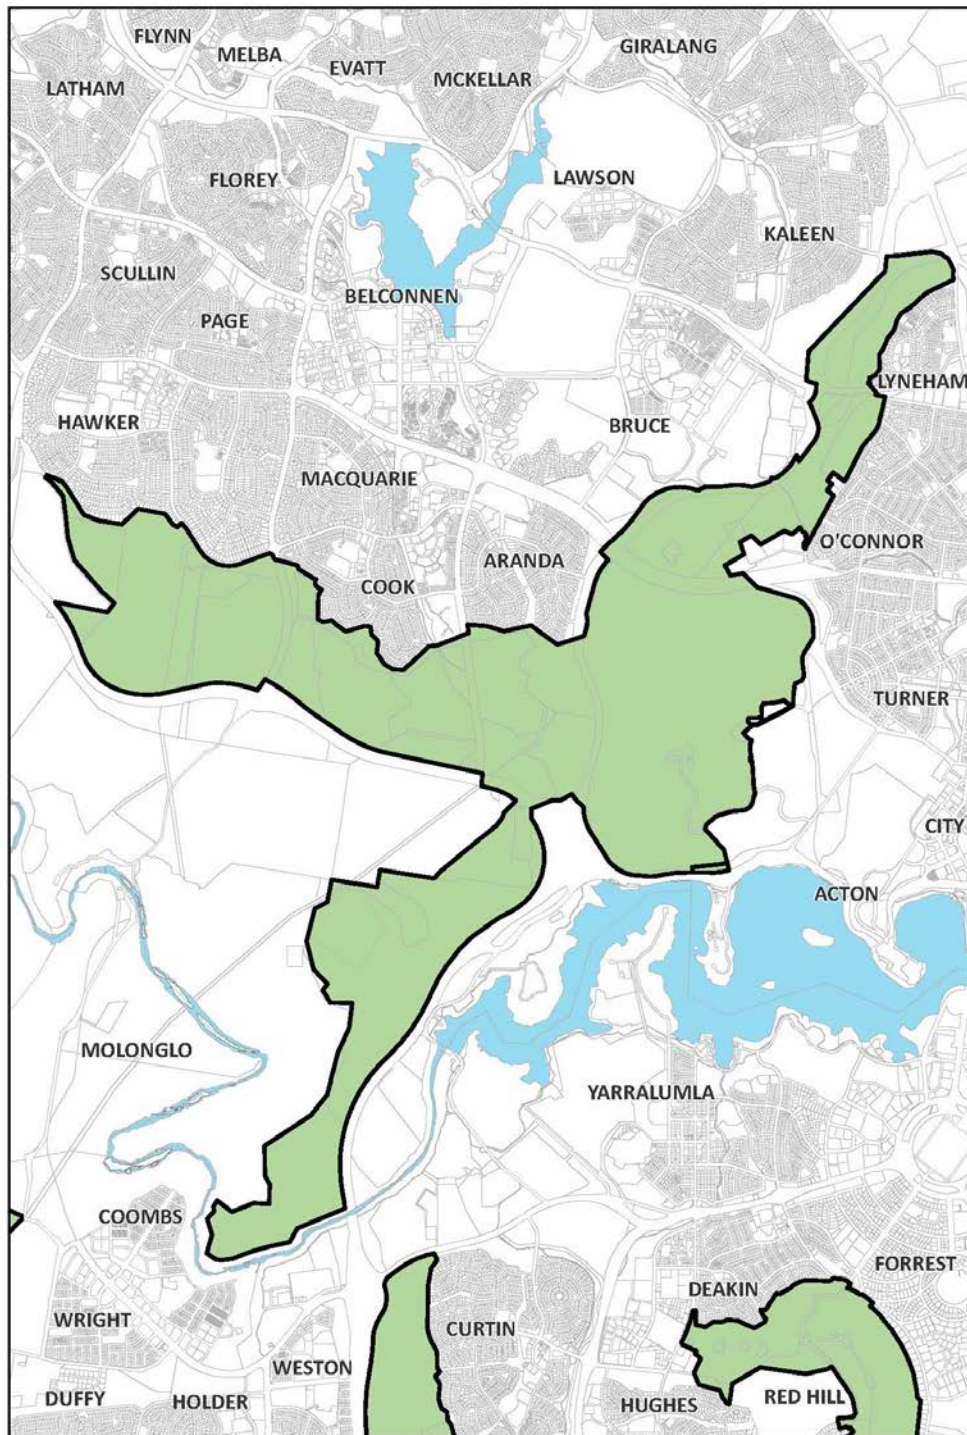 FLYNN
GIRALANG
MELBA
EVATT
MCKELLAR
LATHAM
FLOREY
LAWSON
KALEEN
SCULLIN
BELCONNEN
PAGE
LYNEHAM
HAWKER
BRUCE
MACQUARIE
O'CONNOR
ARANDA
COOK
TURNER
CITY
ACTON
MOLONGLO
YARRALUMLA
COOMBS
FORREST
DEAKIN
WRIGHT
CURTIN
WESTON
DUFFY
HOLDER
HUGHES
RED HILL